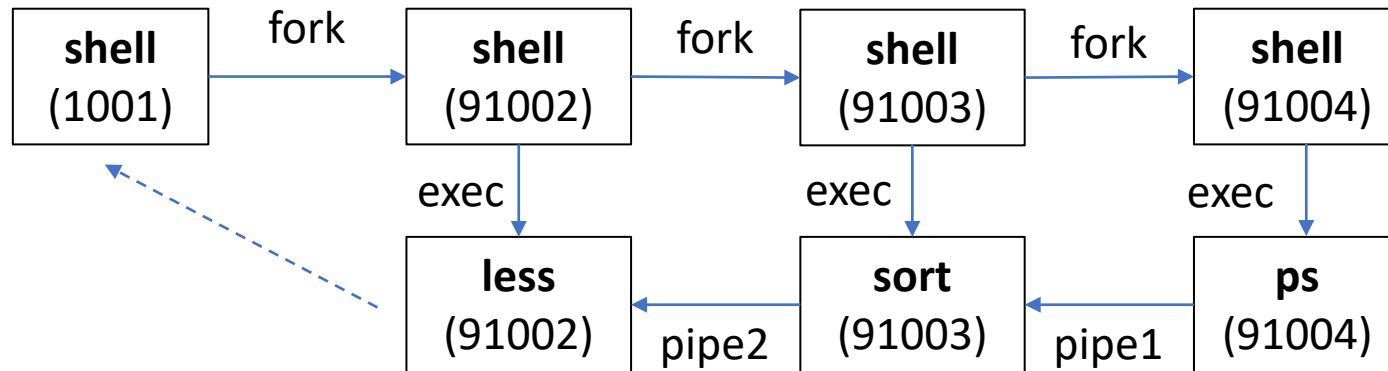 fork
fork
fork
shell
(1001)
shell
(91002)
shell
(91003)
shell
(91004)
exec
exec
exec
less
(91002)
sort
(91003)
ps
(91004)
pipe2
pipe1